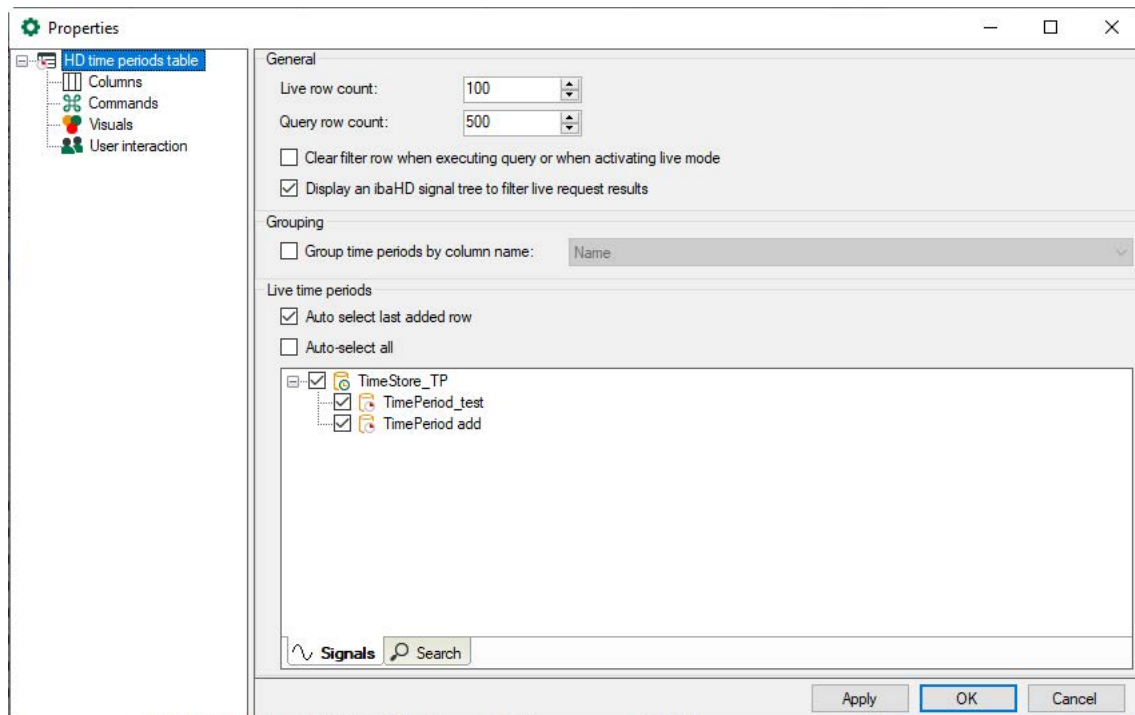 Properties
HD time periods table
Columns
Commands
Visuals
User interaction
General
Live row count: 100
Query row count: 500
Clear filter row when executing query or when activating live mode
Display an ibaHD signal tree to filter live request results
Grouping
Group time periods by column name: Name
Live time periods
Auto select last added row
Auto-select all
TimeStore_TP
TimePeriod_test
TimePeriod add
Signals Search
Apply OK Cancel